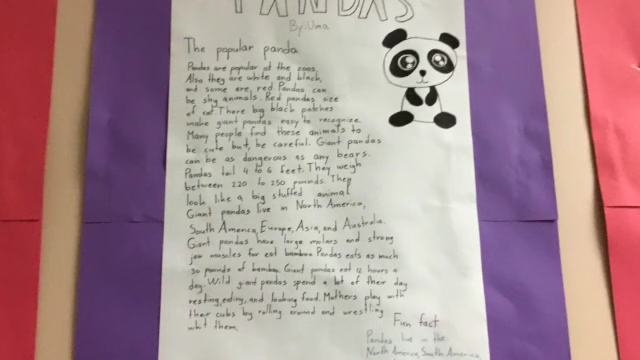 PANDAS
By: Uma
The popular panda
Pandas are popular at the zoos.
Also they are white and black,
and some are, red Pandas can
be shy animals. Red pandas size
of cat. There big black patches
make giant pandas easy to recognize.
Many people find these animals to
be cute but, be careful. Giant pandas
can be as dangerous as any bears.
Pandas tall 4 to 6 feet. They weigh
between 220 to 250 pounds. They
look like a big stuffed animal
Giant pandas live in North America,
South America, Europe, Asia, and Australia.
Giant pandas have large molars and strong
jaw muscles for eat bamboo. Pandas eats as much
so pounds of bamboo. Giant pandas eat 12 hours a
day. Wild giant pandas spend a lot of their day
resting, eating, and looking food. Mothers play with
their cubs by rolling around and wrestling
whit them.
Fun fact
Pandas live in the
North America, South America